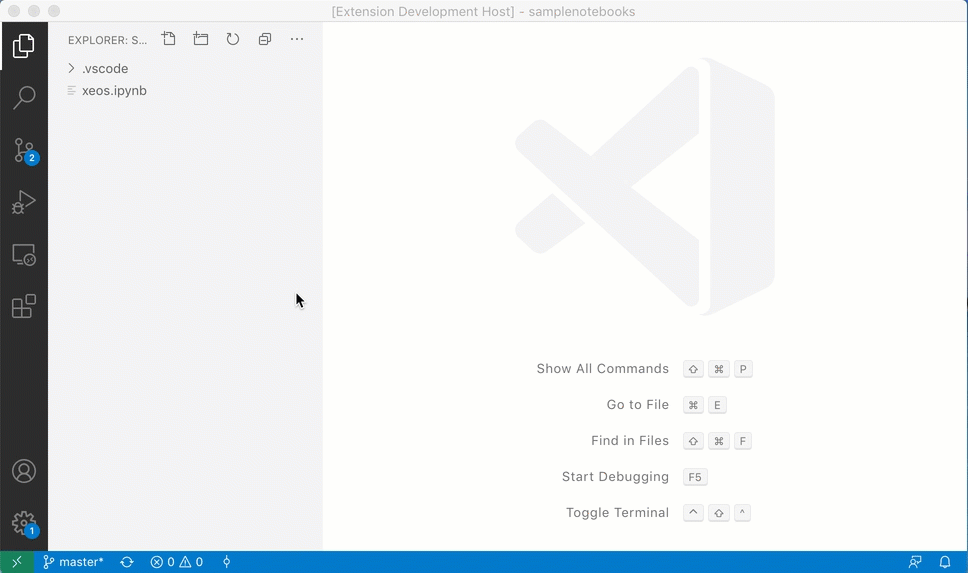 [Extension Development Host] - samplenotebooks
EXPLORER: S...
.vscode
xeos.ipynb
2
Show All Commands ⇧ ⌘ P
Go to File ⌘ E
Find in Files ⇧ ⌘ F
Start Debugging F5
Toggle Terminal ^ ⇧ ^
1
master* 0 0